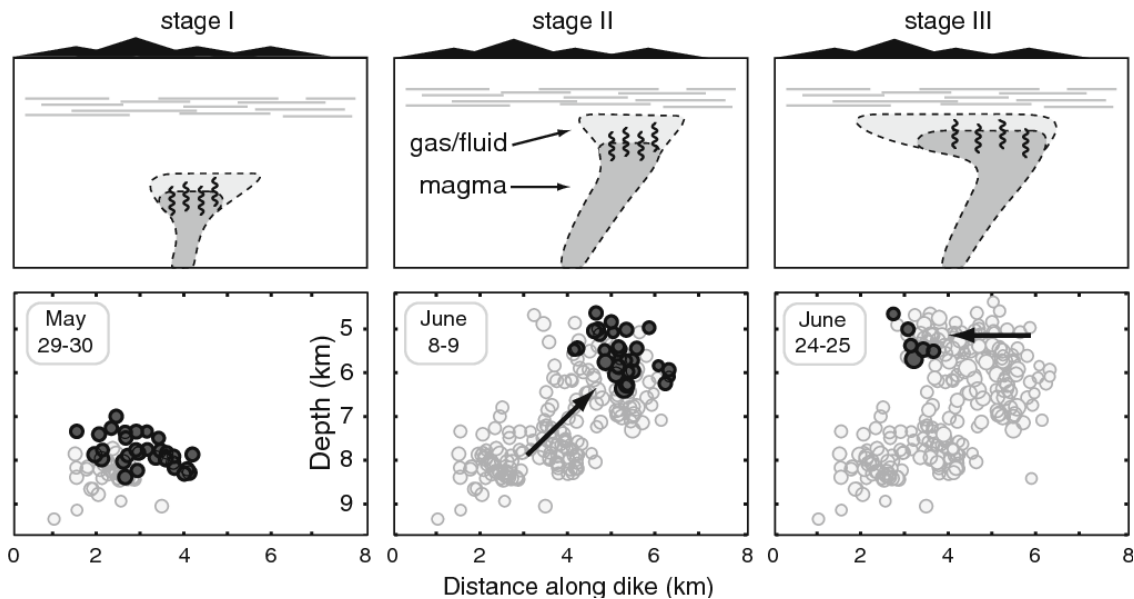 stage I
stage II
stage III
gas/fluid
magma
May
29-30
June
8-9
June
24-25
Depth (km)
5
6
7
8
9
0 2 4 6 8
0 2 4 6 8
0 2 4 6 8
Distance along dike (km)